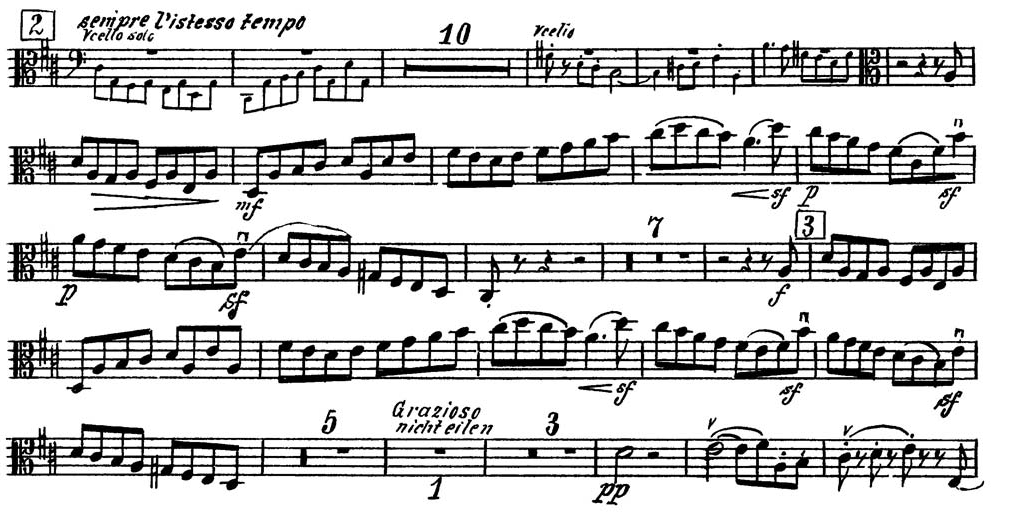 2 sempre l'istesso tempo
Vcello solo 10 Vcello
mf sf p sf
p sf 7 f 3
sf sf sf
5 Grazioso 3
nicht eilen
1 pp